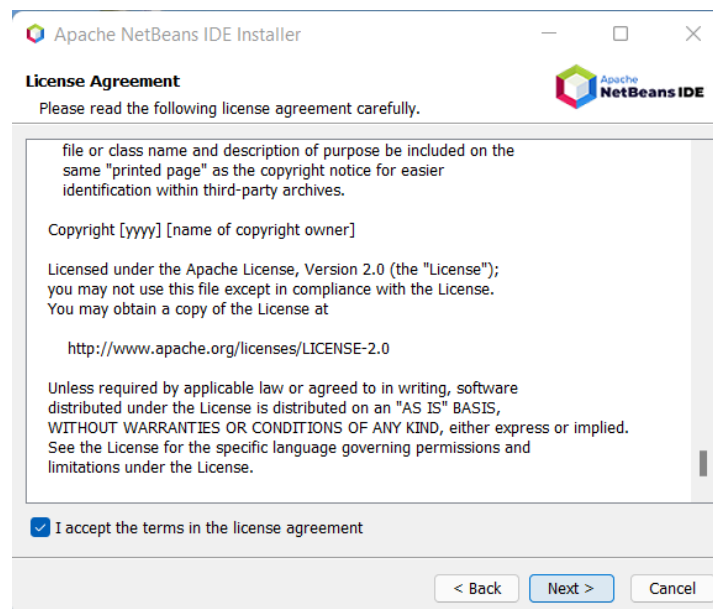 Apache NetBeans IDE Installer
License Agreement
Please read the following license agreement carefully.
Apache
NetBeans IDE
file or class name and description of purpose be included on the
same "printed page" as the copyright notice for easier
identification within third-party archives.
Copyright [yyyy] [name of copyright owner]
Licensed under the Apache License, Version 2.0 (the "License");
you may not use this file except in compliance with the License.
You may obtain a copy of the License at
http://www.apache.org/licenses/LICENSE-2.0
Unless required by applicable law or agreed to in writing, software
distributed under the License is distributed on an "AS IS" BASIS,
WITHOUT WARRANTIES OR CONDITIONS OF ANY KIND, either express or implied.
See the License for the specific language governing permissions and
limitations under the License.
I accept the terms in the license agreement
< Back Next > Cancel